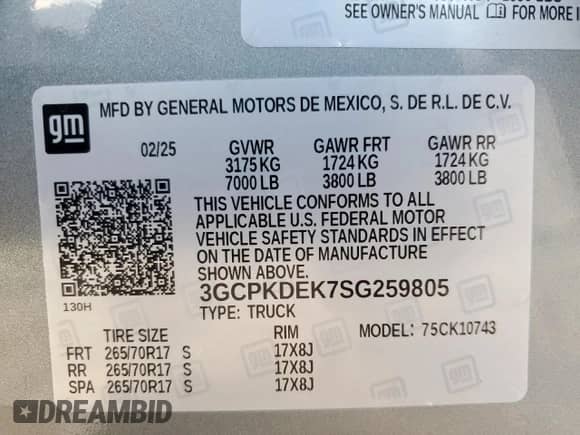 SEE OWNER'S MANUAL FOR MORE I
gm
MFD BY GENERAL MOTORS DE MEXICO, S. DE R.L. DE C.V.
02/25 GVWR GAWR FRT GAWR RR
3175 KG 1724 KG 1724 KG
7000 LB 3800 LB 3800 LB
THIS VEHICLE CONFORMS TO ALL
APPLICABLE U.S. FEDERAL MOTOR
VEHICLE SAFETY STANDARDS IN EFFECT
ON THE DATE OF MANUFACTURE
SHOWN ABOVE.
130H
3GCPKDEK7SG259805
TYPE: TRUCK MODEL: 75CK10743
TIRE SIZE RIM
FRT 265/70R17 S 17X8J
RR 265/70R17 S 17X8J
SPA 265/70R17 S 17X8J
DREAMBID